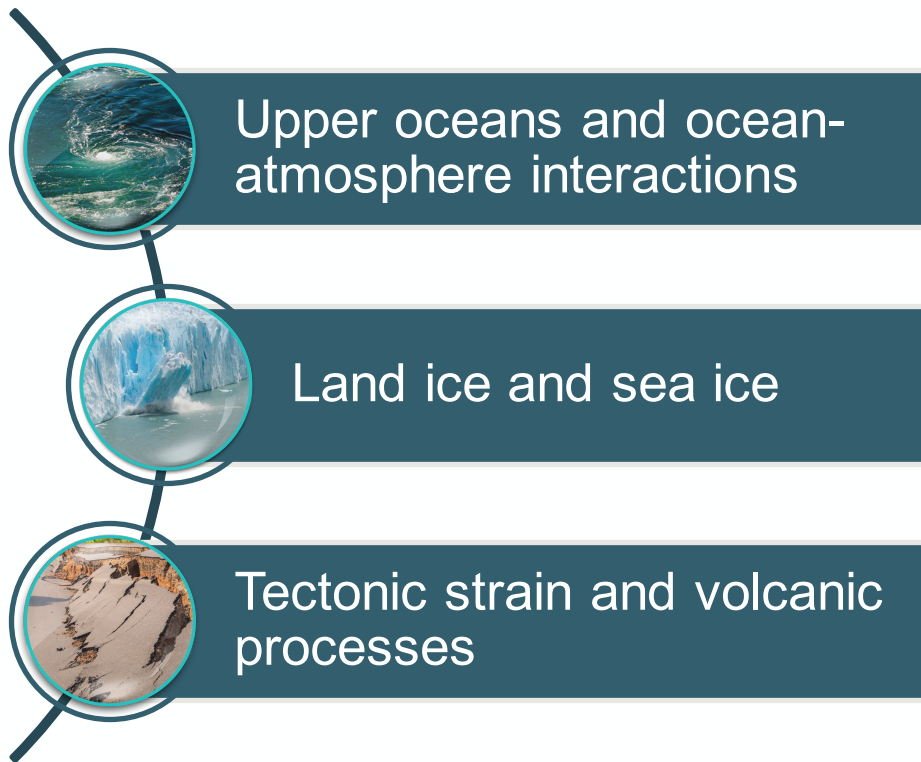 Upper oceans and ocean-
atmosphere interactions
Land ice and sea ice
Tectonic strain and volcanic
processes